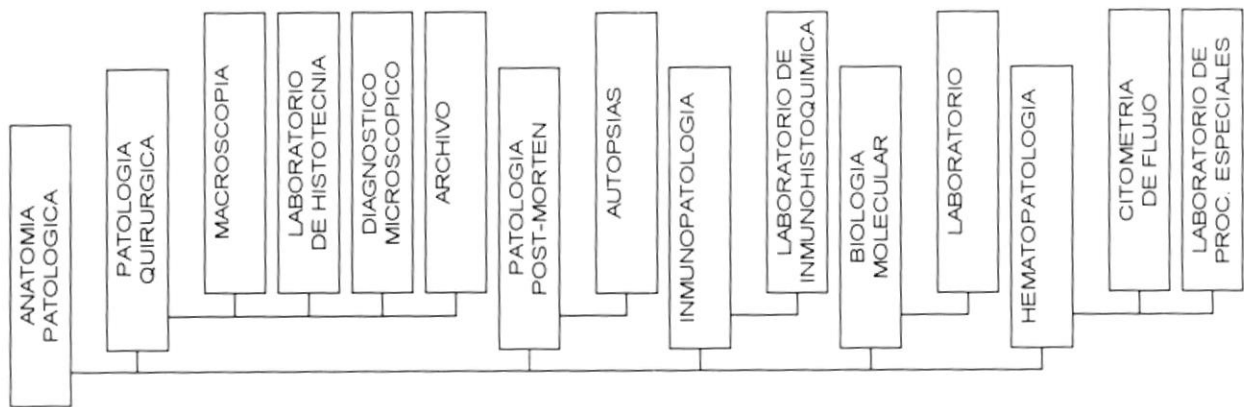 ANATOMIA
PATOLOGICA
PATOLOGIA
QUIRURGICA
MACROSCOPIA
LABORATORIO
DE HISTOTECNIA
DIAGNOSTICO
MICROSCOPICO
ARCHIVO
PATOLOGIA
POST-MORTEN
AUTOPSIAS
INMUNOPATOLOGIA
LABORATORIO DE
INMUNOHISTOQUIMICA
BIOLOGIA
MOLECULAR
LABORATORIO
HEMATOPATOLOGIA
CITOMETRIA
DE FLUJO
LABORATORIO DE
PROC. ESPECIALES